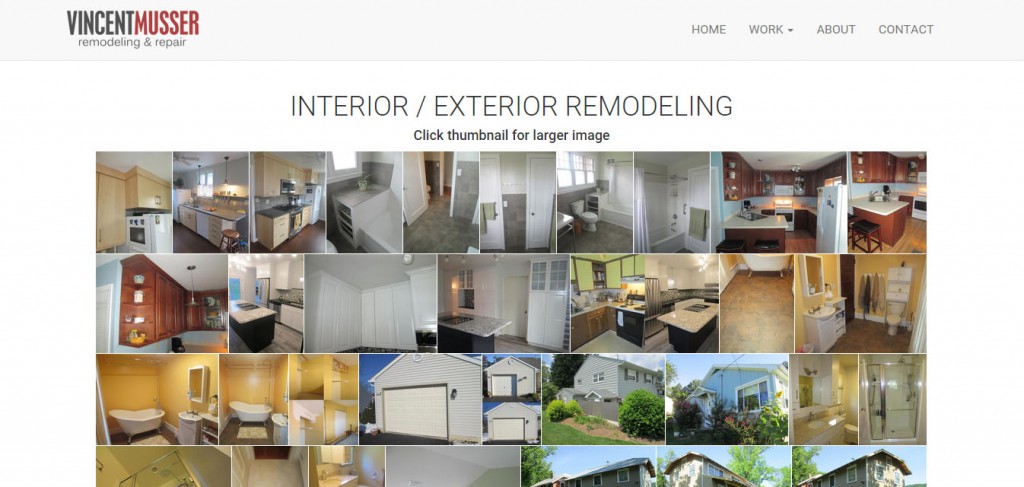 VINCENTMUSSER
remodeling & repair
HOME
WORK
ABOUT
CONTACT
INTERIOR / EXTERIOR REMODELING
Click thumbnail for larger image